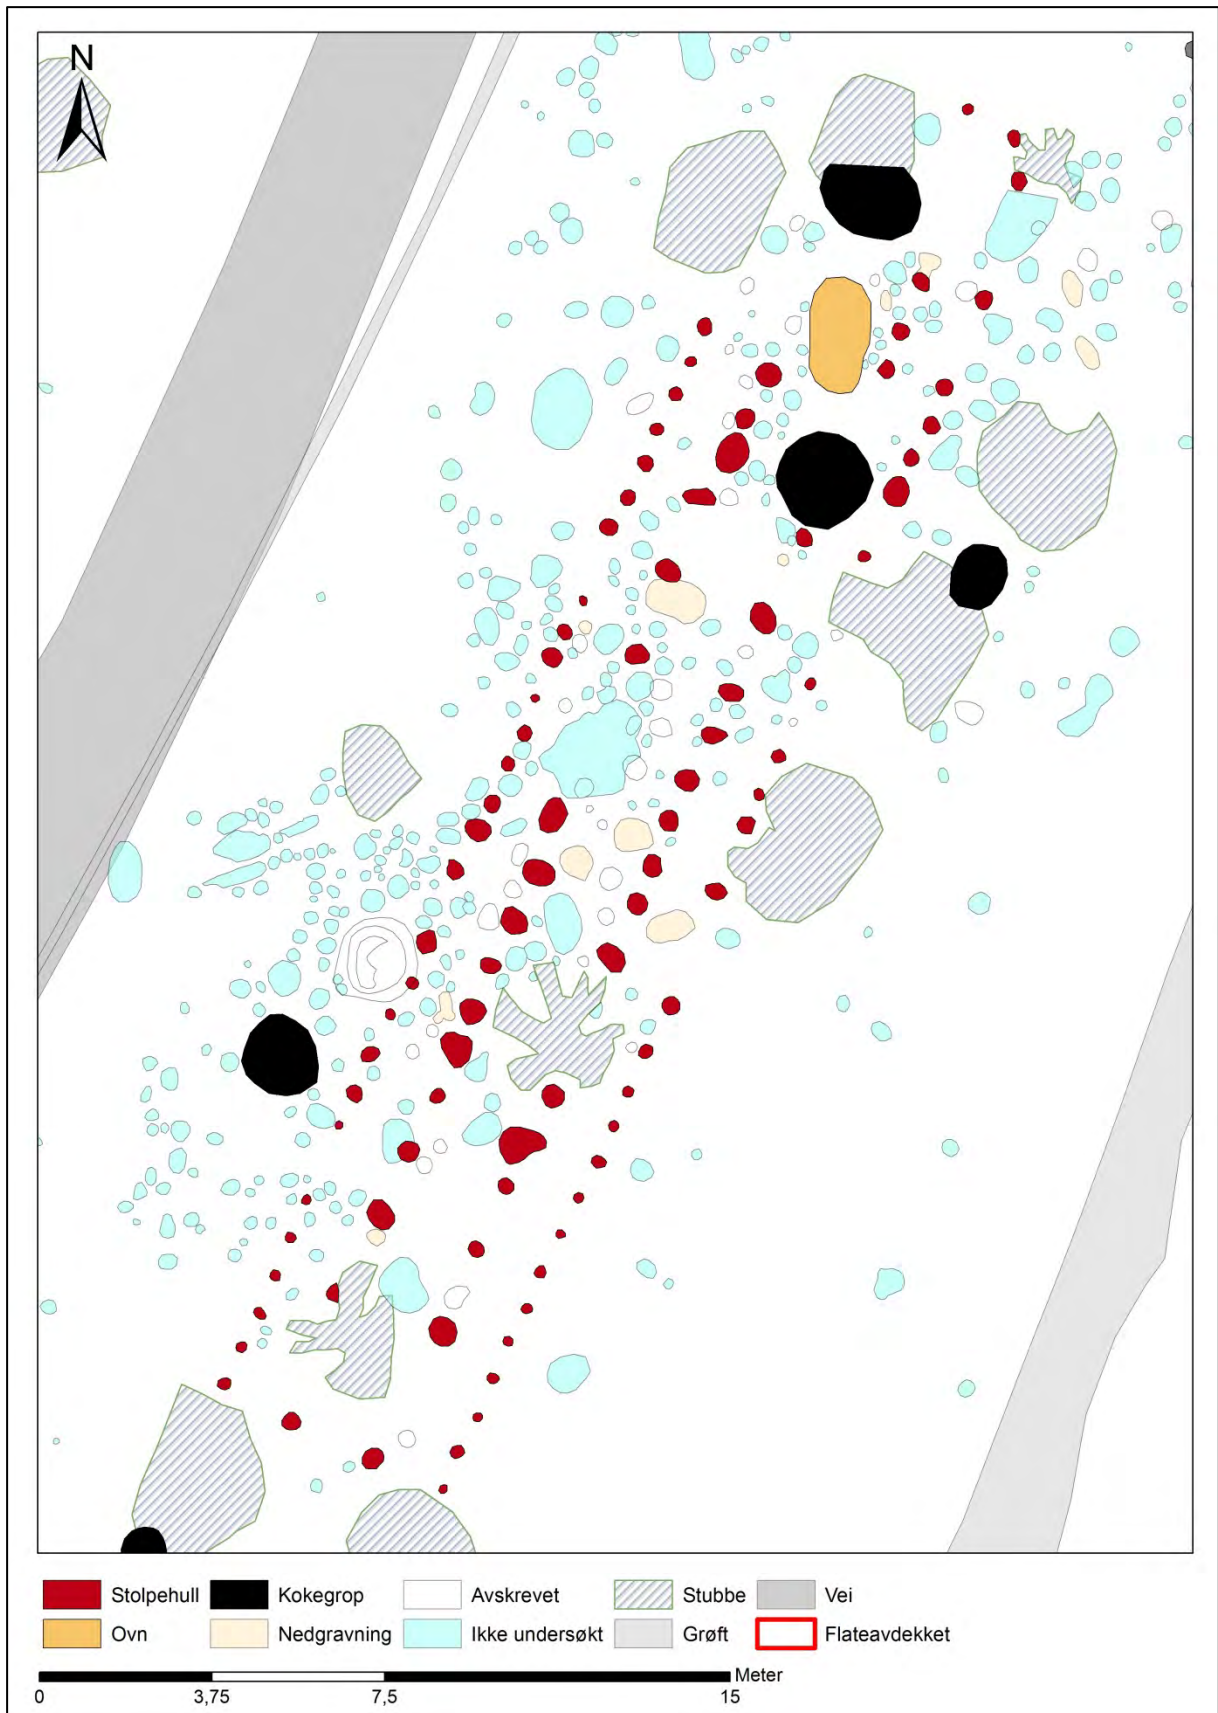 N
Stolpehull Kokegrop Avskrevet Stubbe Vei
Ovn Nedgravning Ikke undersøkt Grøft Flateavdekket
Meter
0 3,75 7,5 15